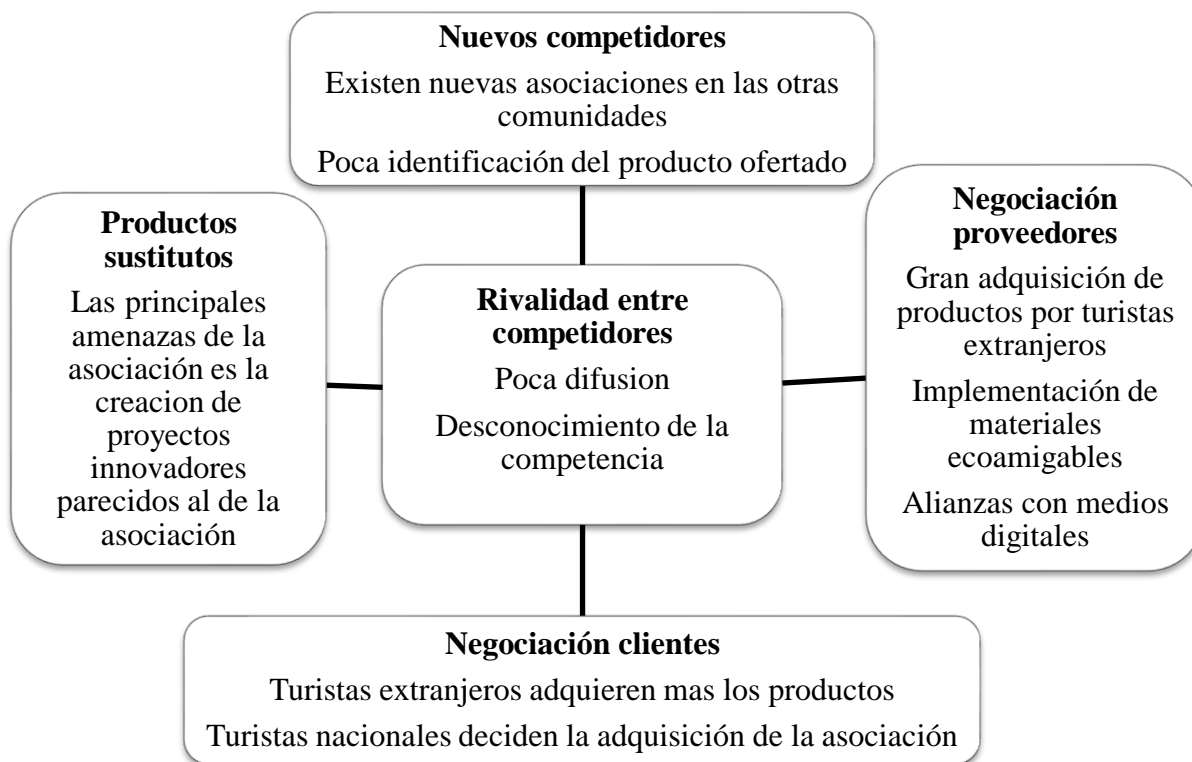 Nuevos competidores
Existen nuevas asociaciones en las otras
comunidades
Poca identificación del producto ofertado
Productos
sustitutos
Las principales
amenazas de la
asociación es la
creacion de
proyectos
innovadores
parecidos al de la
asociación
Rivalidad entre
competidores
Poca difusion
Desconocimiento de la
competencia
Negociación
proveedores
Gran adquisición de
productos por turistas
extranjeros
Implementación de
materiales
ecoamigables
Alianzas con medios
digitales
Negociación clientes
Turistas extranjeros adquieren mas los productos
Turistas nacionales deciden la adquisición de la asociación